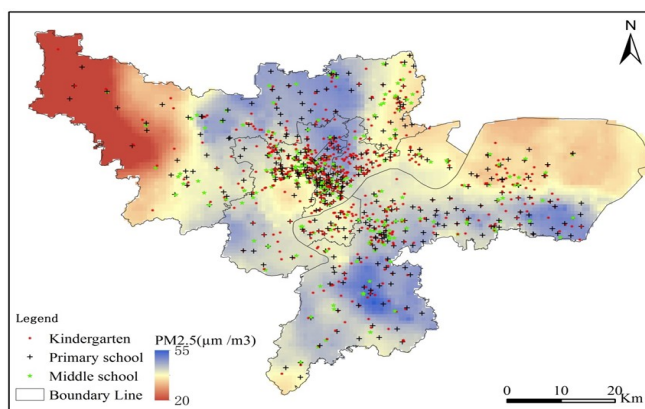 N
Legend
Kindergarten
Primary school
Middle school
Boundary Line
PM2.5(μm /m3)
55
20
0 10 20
Km